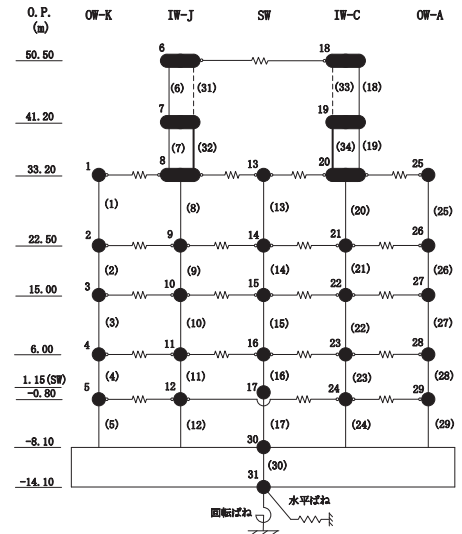 O.P. OW-K IW-J SW IW-C OW-A
(m)
50.50 6 18
(6) (31) (33) (18)
41.20 7 19
(7) (32) (34) (19)
33.20 1 8 13 20 25
(1) (8) (13) (20) (25)
22.50 2 9 14 21 26
(2) (9) (14) (21) (26)
15.00 3 10 15 22 27
(3) (10) (15) (22) (27)
6.00 4 11 16 23 28
(4) (11) (16) (23) (28)
1.15(SW) 17
-0.80 5 12 24 29
(5) (12) (17) (24) (29)
-8.10 30
(30)
-14.10 31
水平ばね
回転ばね